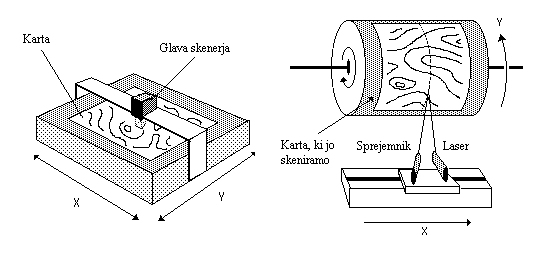 Karta
Glava skenerja
X
Y
Y
Karta, ki jo
skeniramo
Sprejemnik
Laser
X